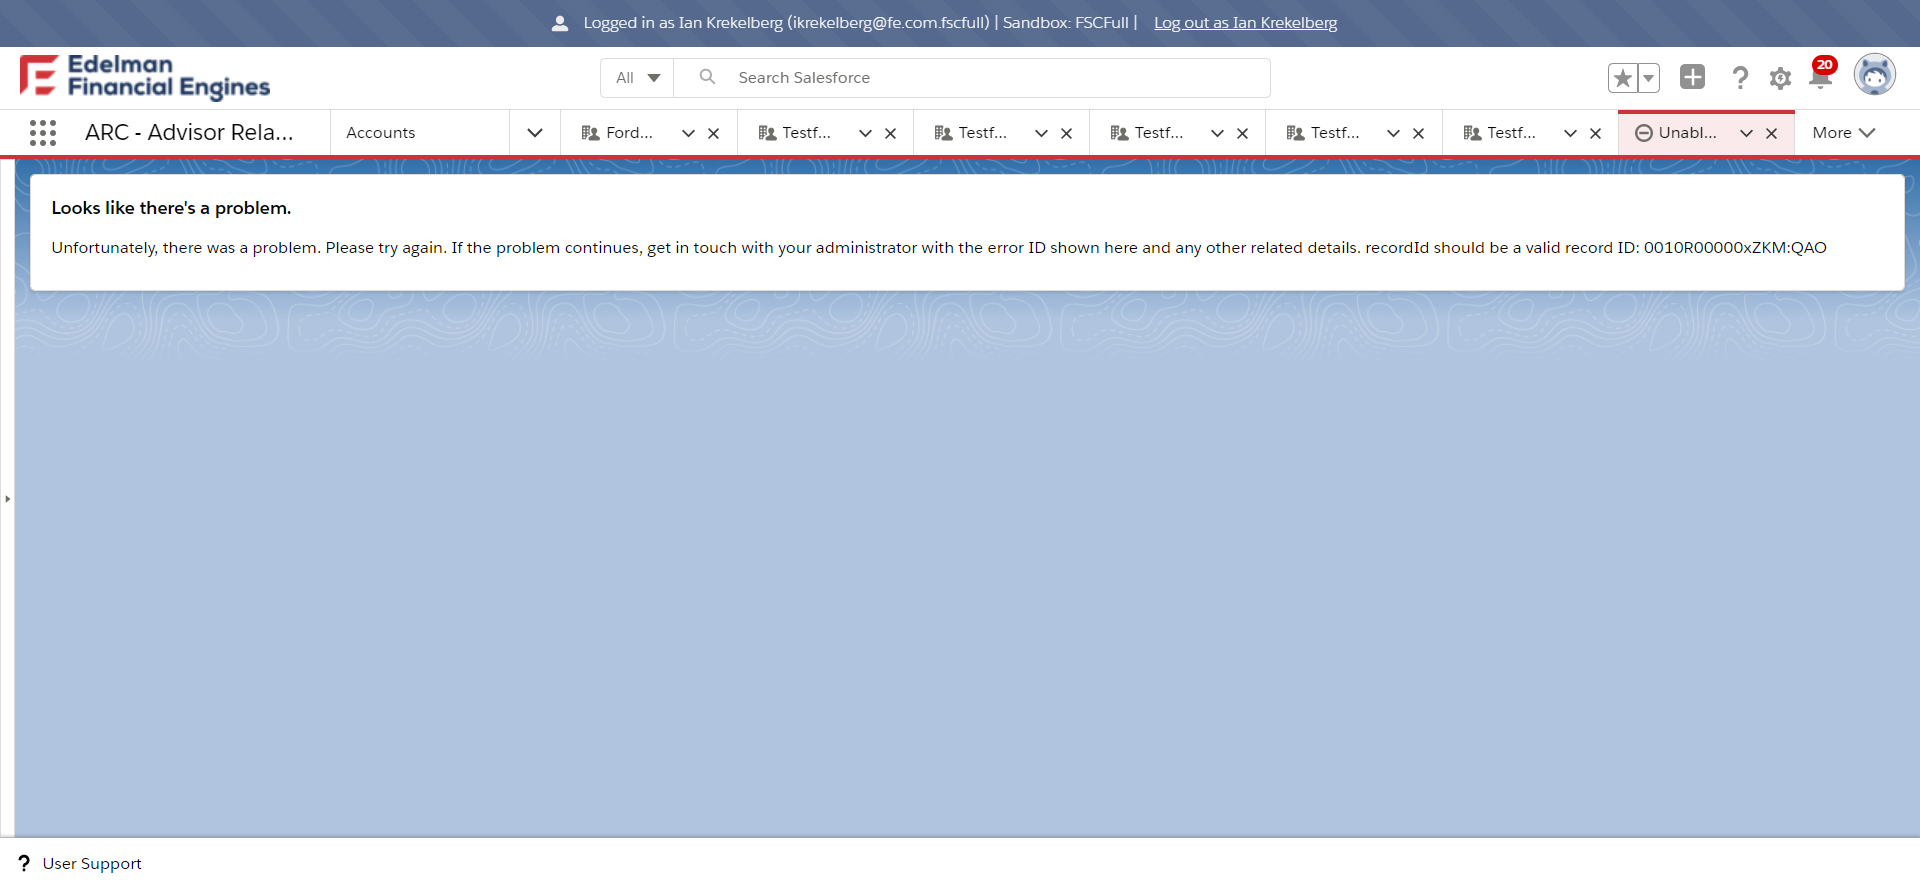 Logged in as Ian Krekelberg (ikrekelberg@fe.com.fscfull) | Sandbox: FSCFull | Log out as Ian Krekelberg
Edelman
Financial Engines
All
Search Salesforce
20
ARC - Advisor Rela...
Accounts
Ford...
Testf...
Testf...
Testf...
Testf...
Testf...
Unabl...
More
Looks like there's a problem.
Unfortunately, there was a problem. Please try again. If the problem continues, get in touch with your administrator with the error ID shown here and any other related details. recordId should be a valid record ID: 0010R00000xZKM:QAO
? User Support